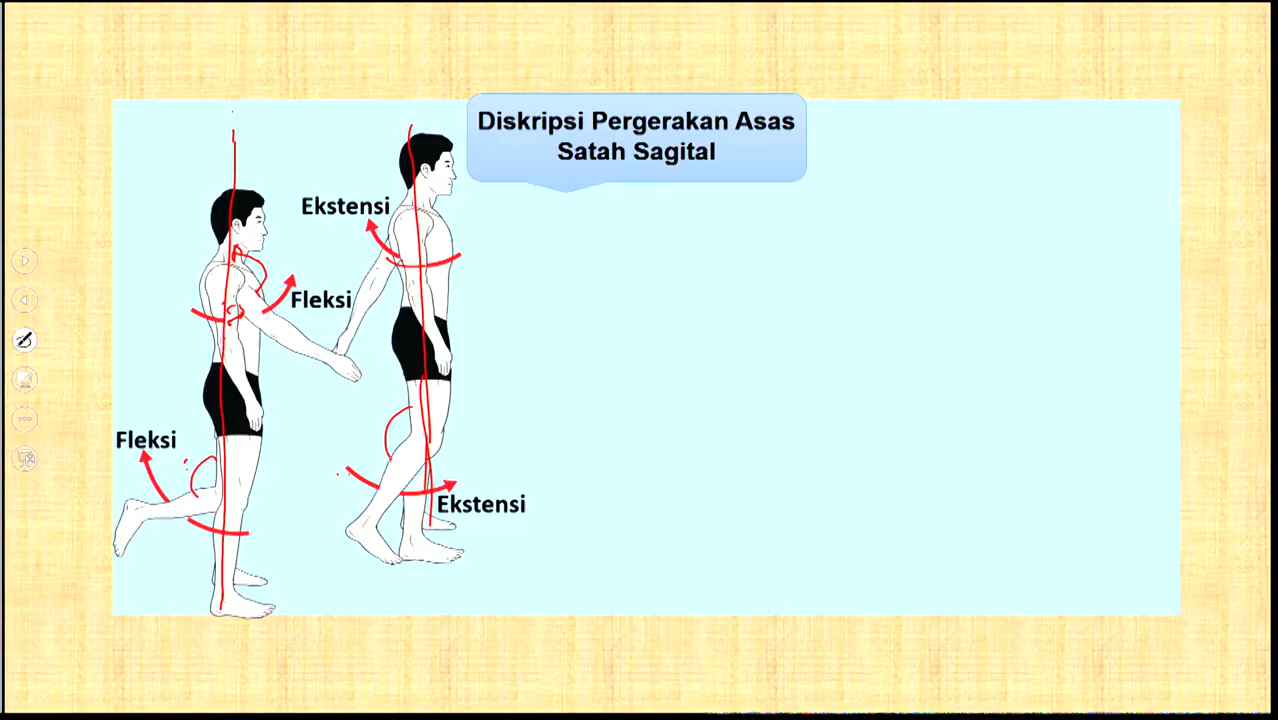 Diskripsi Pergerakan Asas
Satah Sagital
Ekstensi
Fleksi
Fleksi
Ekstensi